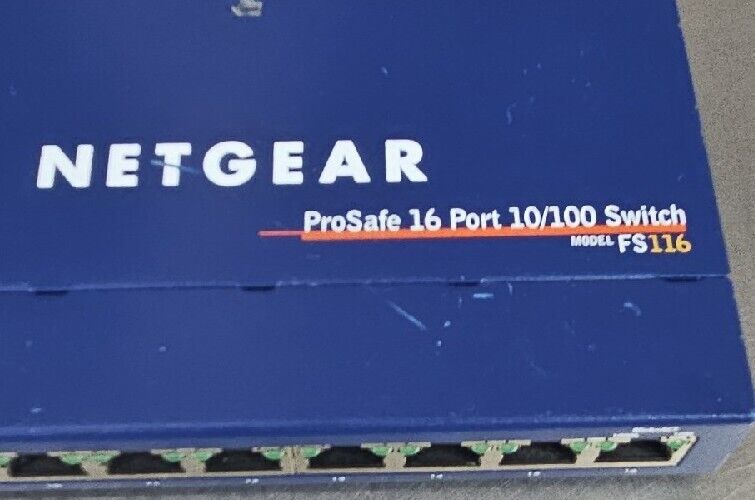 NETGEAR
ProSafe 16 Port 10/100 Switch
MODEL FS116